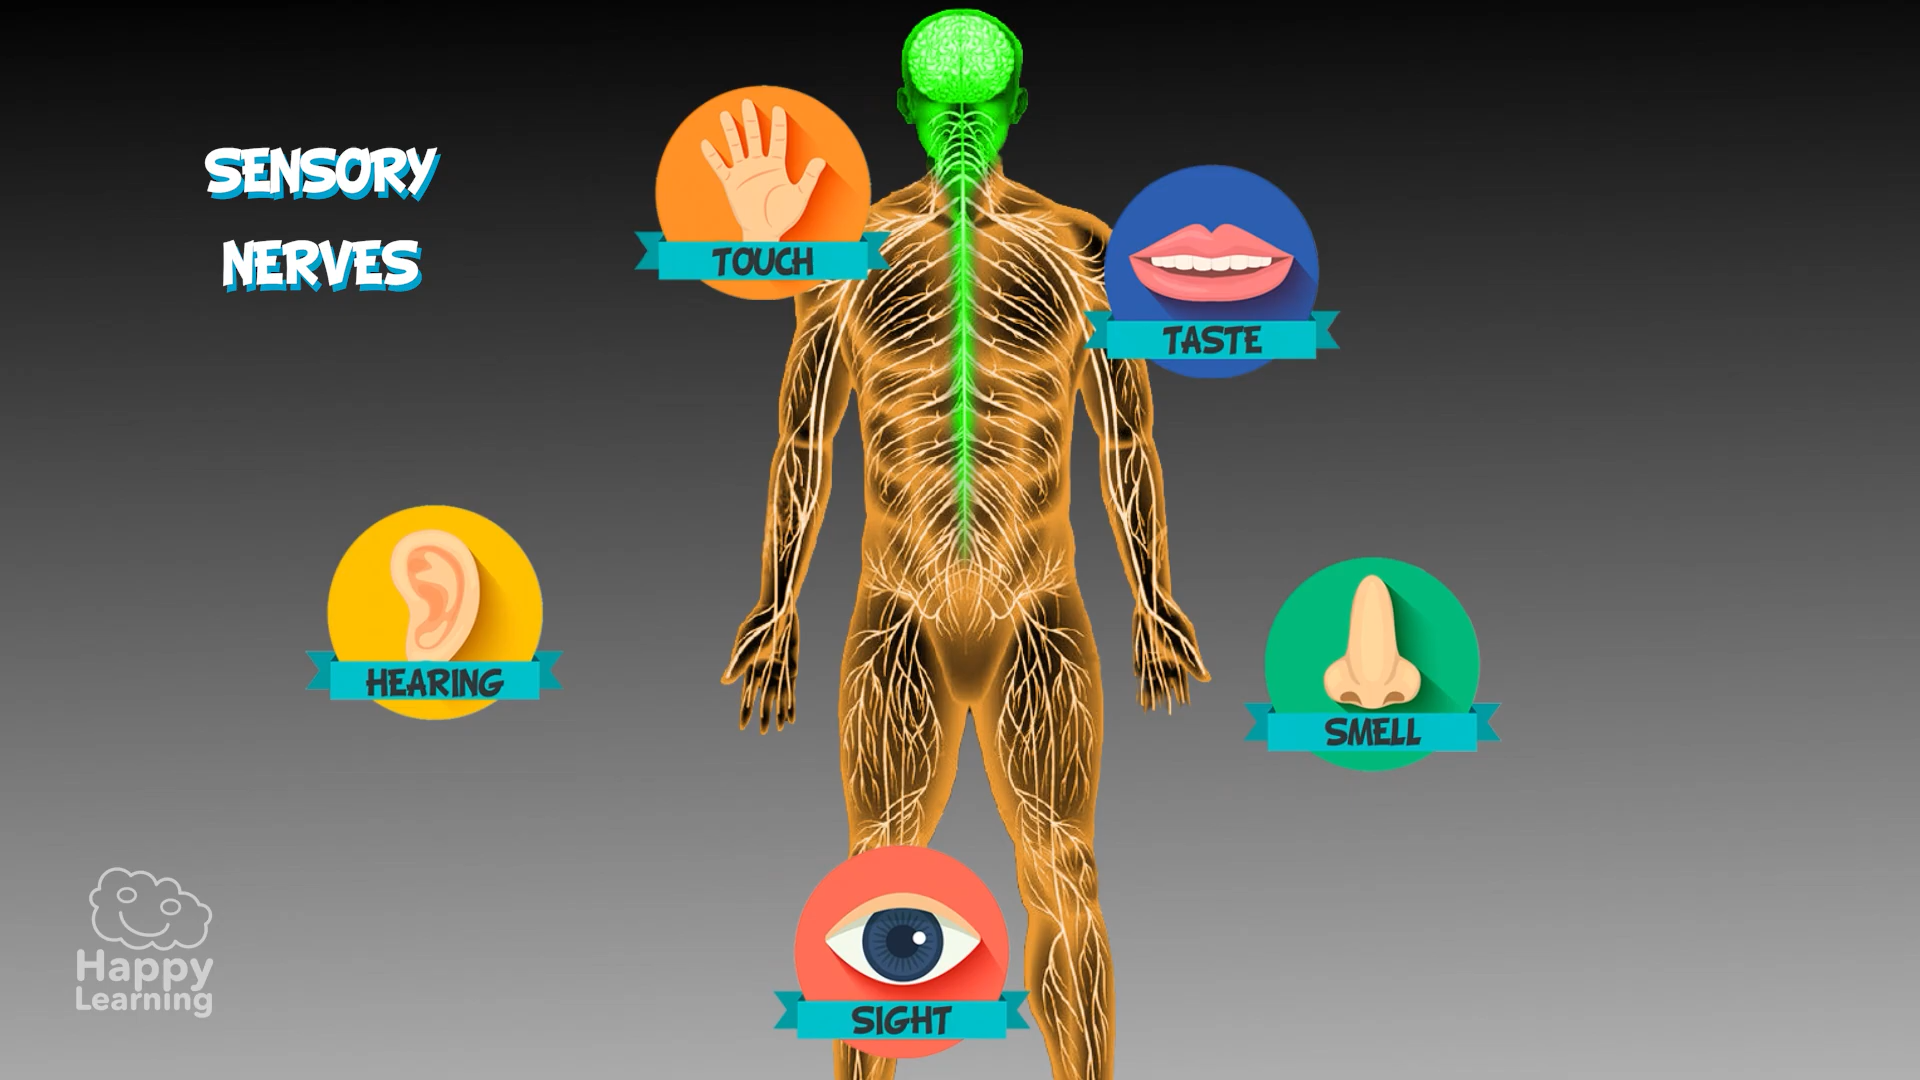 SENSORY
NERVES
TOUCH
TASTE
HEARING
SMELL
SIGHT
Happy
Learning